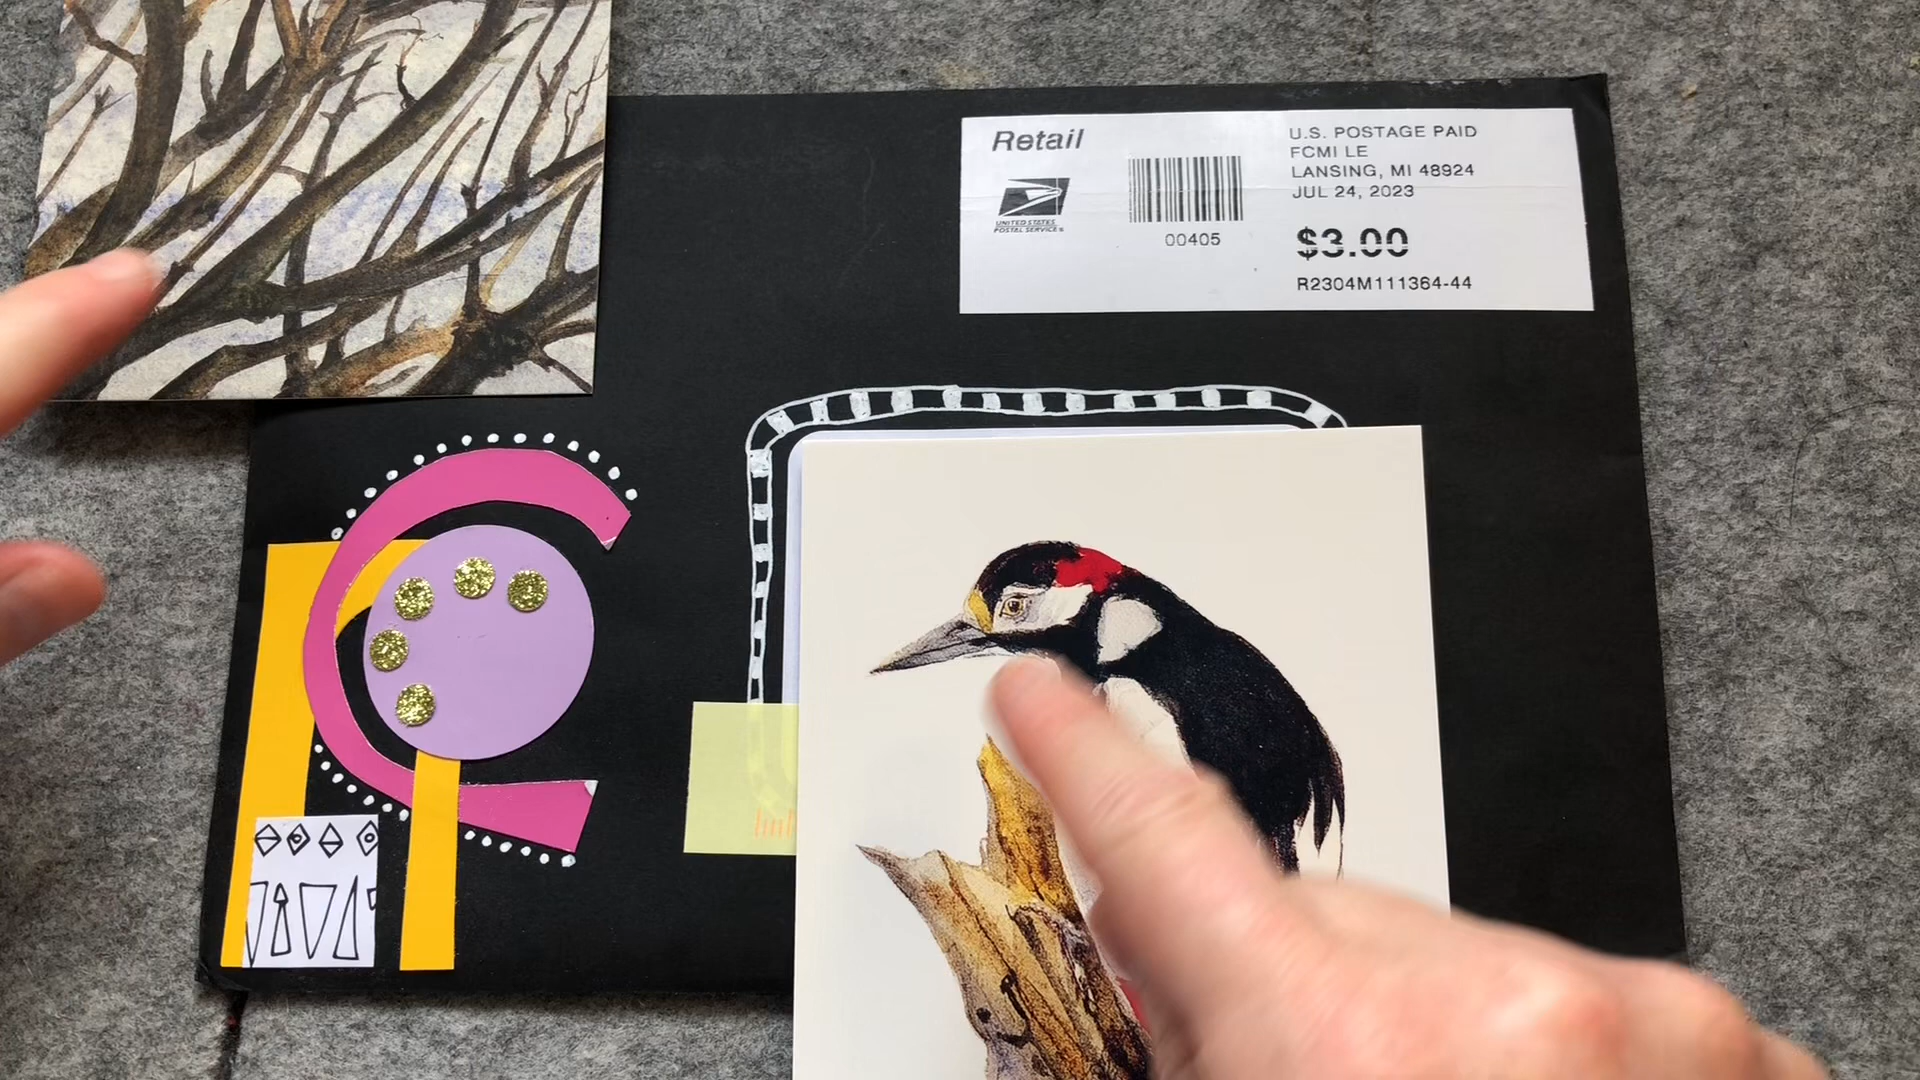 Retail
U.S. POSTAGE PAID
FCMI LE
LANSING, MI 48924
JUL 24, 2023
UNITED STATES
POSTAL SERVICE®
00405
$3.00
R2304M111364-44